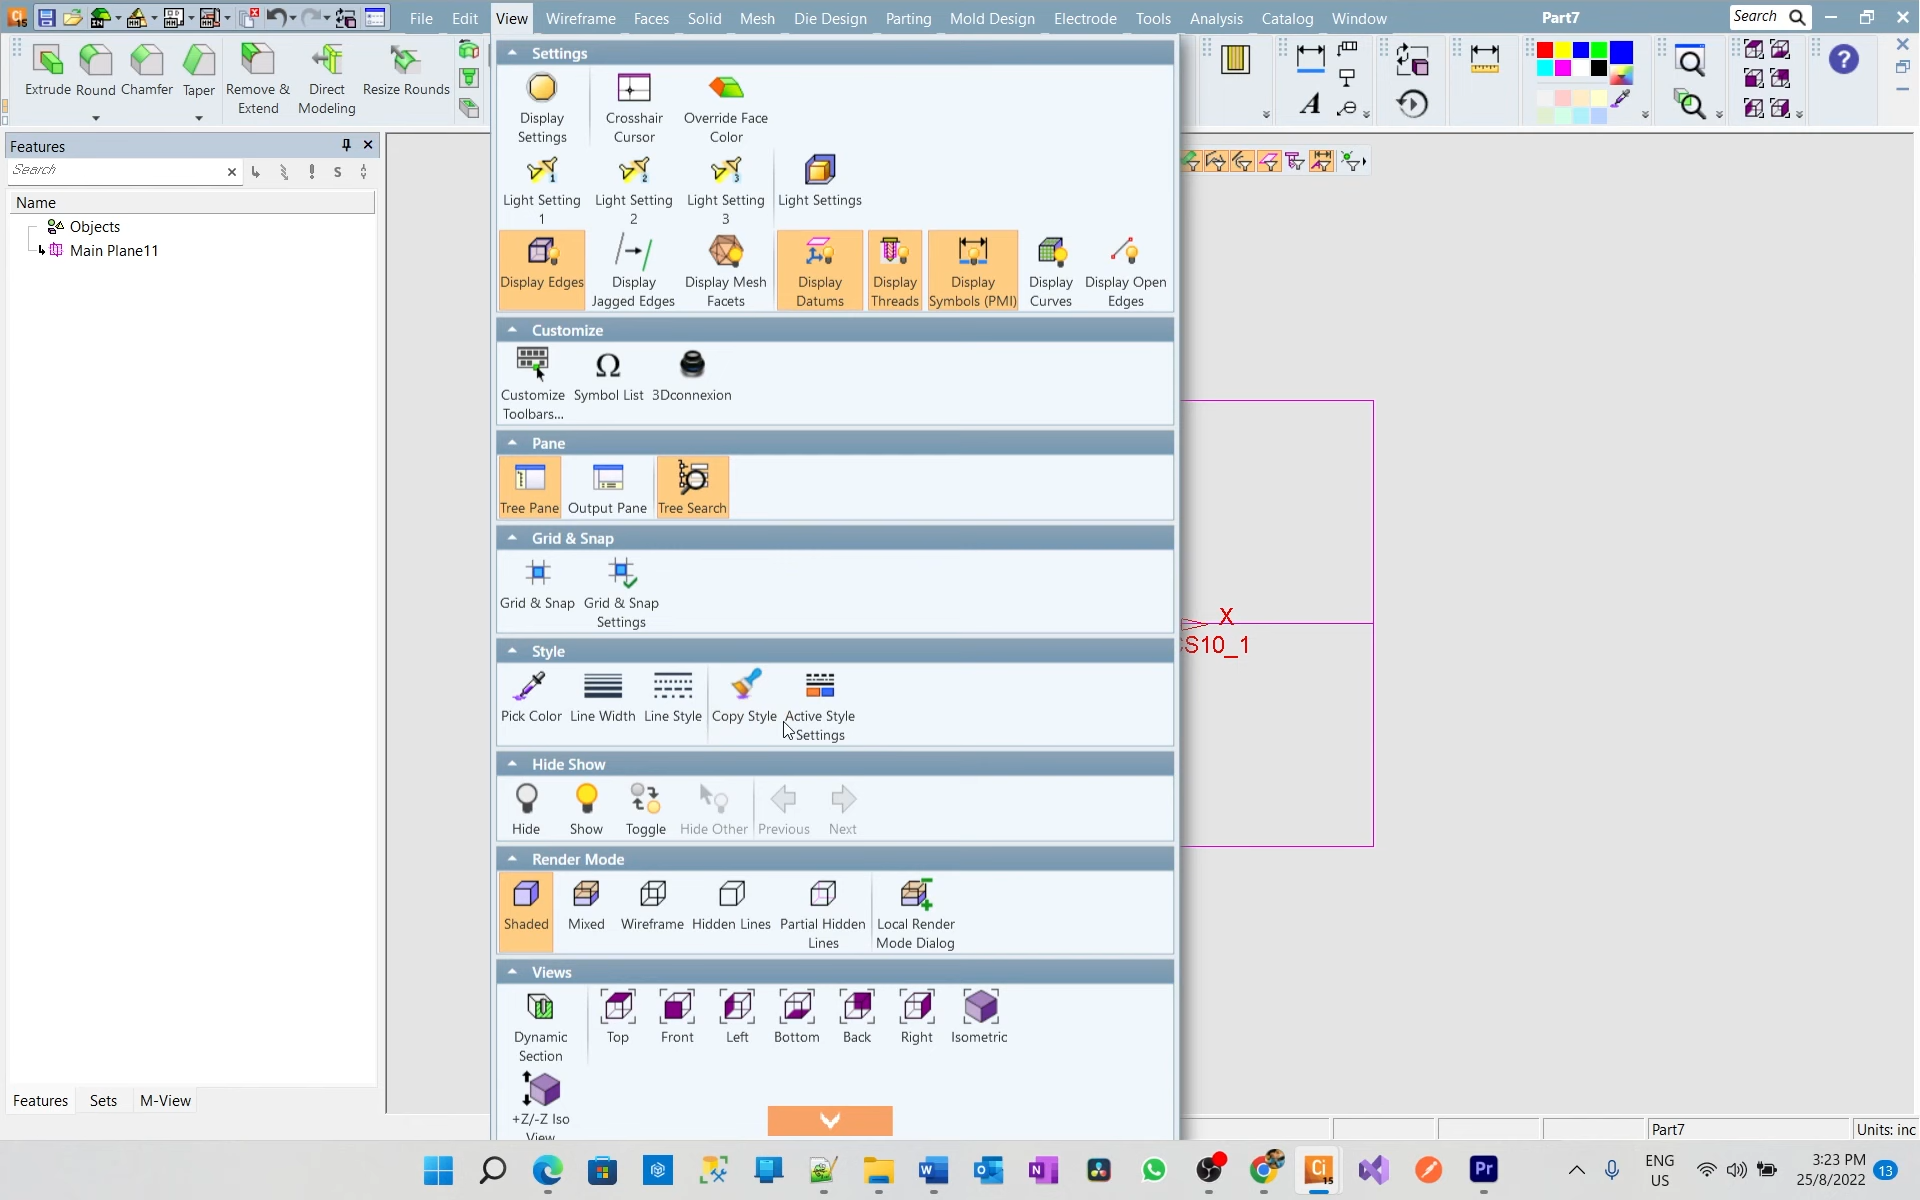 File Edit View Wireframe Faces Solid Mesh Die Design Parting Mold Design Electrode Tools Analysis Catalog Window Part7 Search
Extrude Round Chamfer Taper Remove & Extend Direct Modeling Resize Rounds
Features
Search
Name
Objects
Main Plane11
Settings
Display Settings
Crosshair Cursor
Override Face Color
Light Setting 1
Light Setting 2
Light Setting 3
Light Settings
Display Edges
Display Jagged Edges
Display Mesh Facets
Display Datums
Display Threads
Display Symbols (PMI)
Display Curves
Display Open Edges
Customize
Customize Toolbars...
Symbol List
3Dconnexion
Pane
Tree Pane
Output Pane
Tree Search
Grid & Snap
Grid & Snap
Grid & Snap Settings
Style
Pick Color
Line Width
Line Style
Copy Style
Active Style Settings
Hide Show
Hide
Show
Toggle
Hide Other
Previous
Next
Render Mode
Shaded
Mixed
Wireframe
Hidden Lines
Partial Hidden Lines
Local Render Mode Dialog
Views
Dynamic Section
Top
Front
Left
Bottom
Back
Right
Isometric
+Z/-Z Iso View
X
S10_1
Features Sets M-View
Part7
Units: inc
ENG
US
3:23 PM
25/8/2022
13